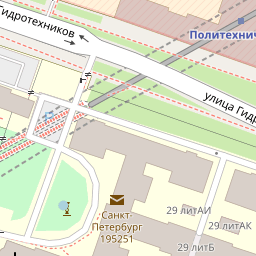 Гидротехников
Политехнич
улица Гидр
Санкт-
Петербург
195251
29 литАИ
29 литАК
29 литБ